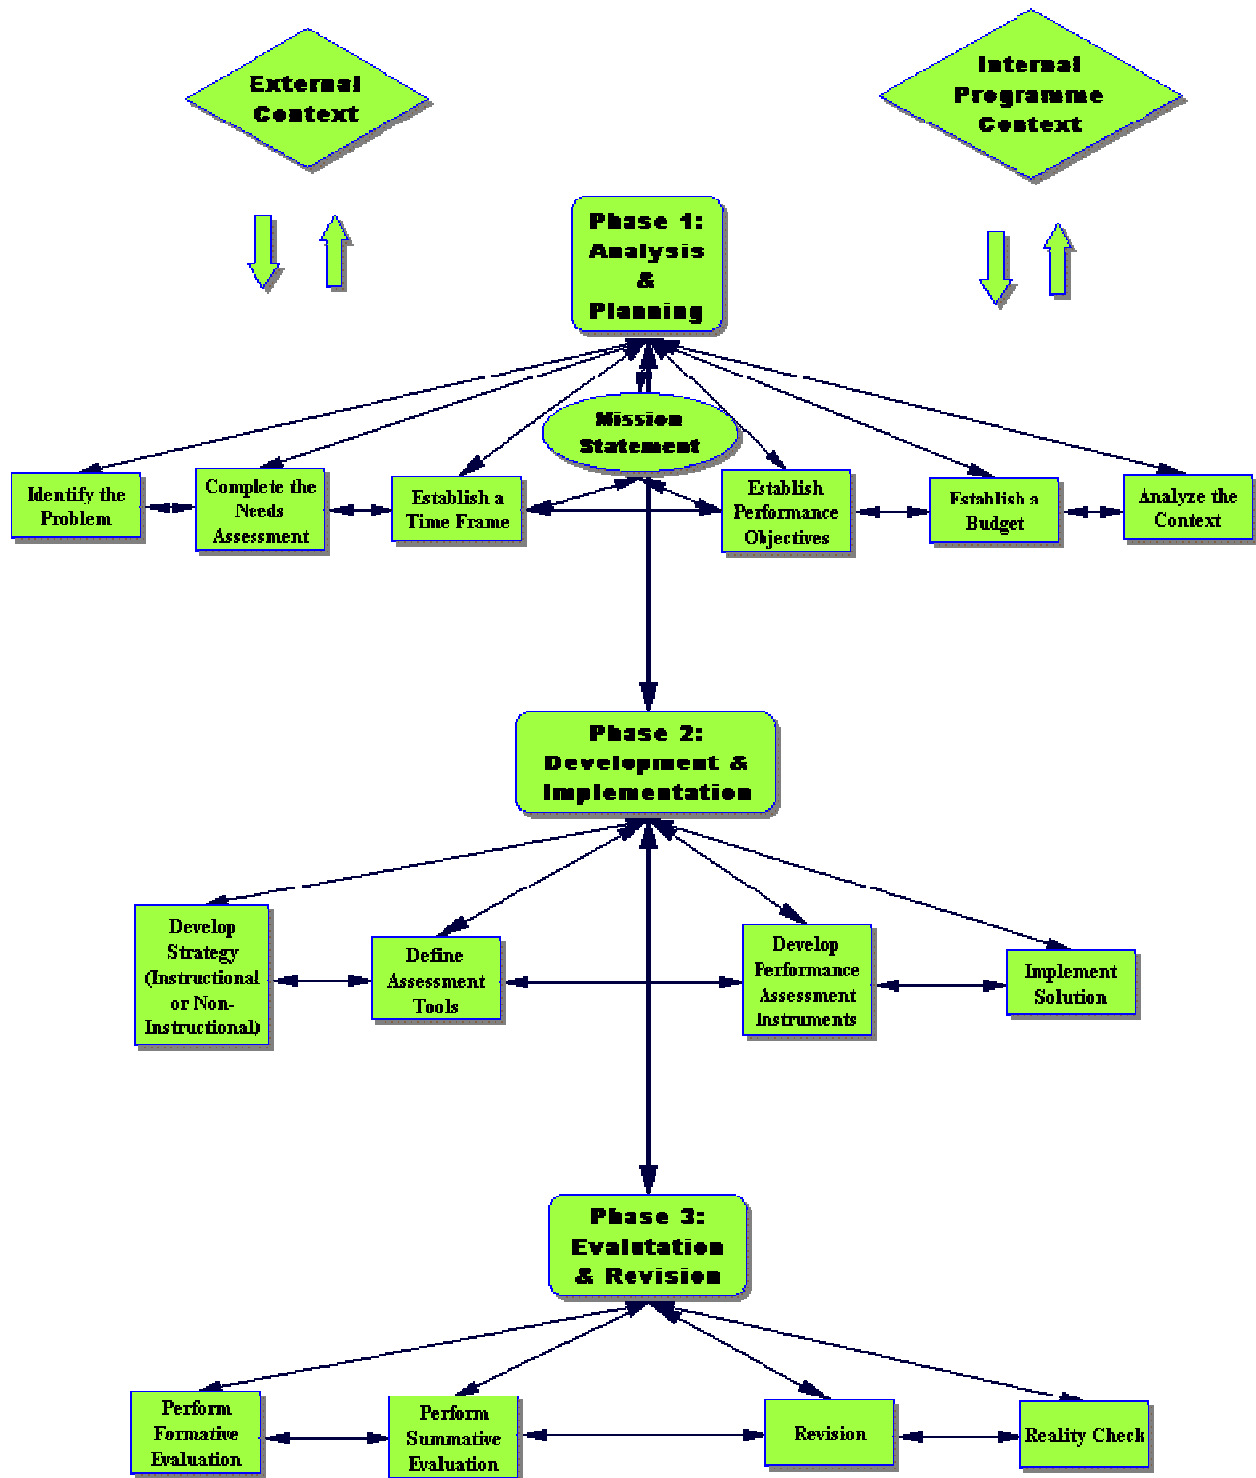 External
Context
Internal
Programme
Context
Phase 1:
Analysis
&
Planning
Mission
Statement
Identify the
Problem
Complete the
Needs
Assessment
Establish a
Time Frame
Establish
Performance
Objectives
Establish a
Budget
Analyze the
Context
Phase 2:
Development &
Implementation
Develop
Strategy
(Instructional
or Non-
Instructional)
Define
Assessment
Tools
Develop
Performance
Assessment
Instruments
Implement
Solution
Phase 3:
Evalutation
& Revision
Perform
Formative
Evaluation
Perform
Summative
Evaluation
Revision
Reality Check